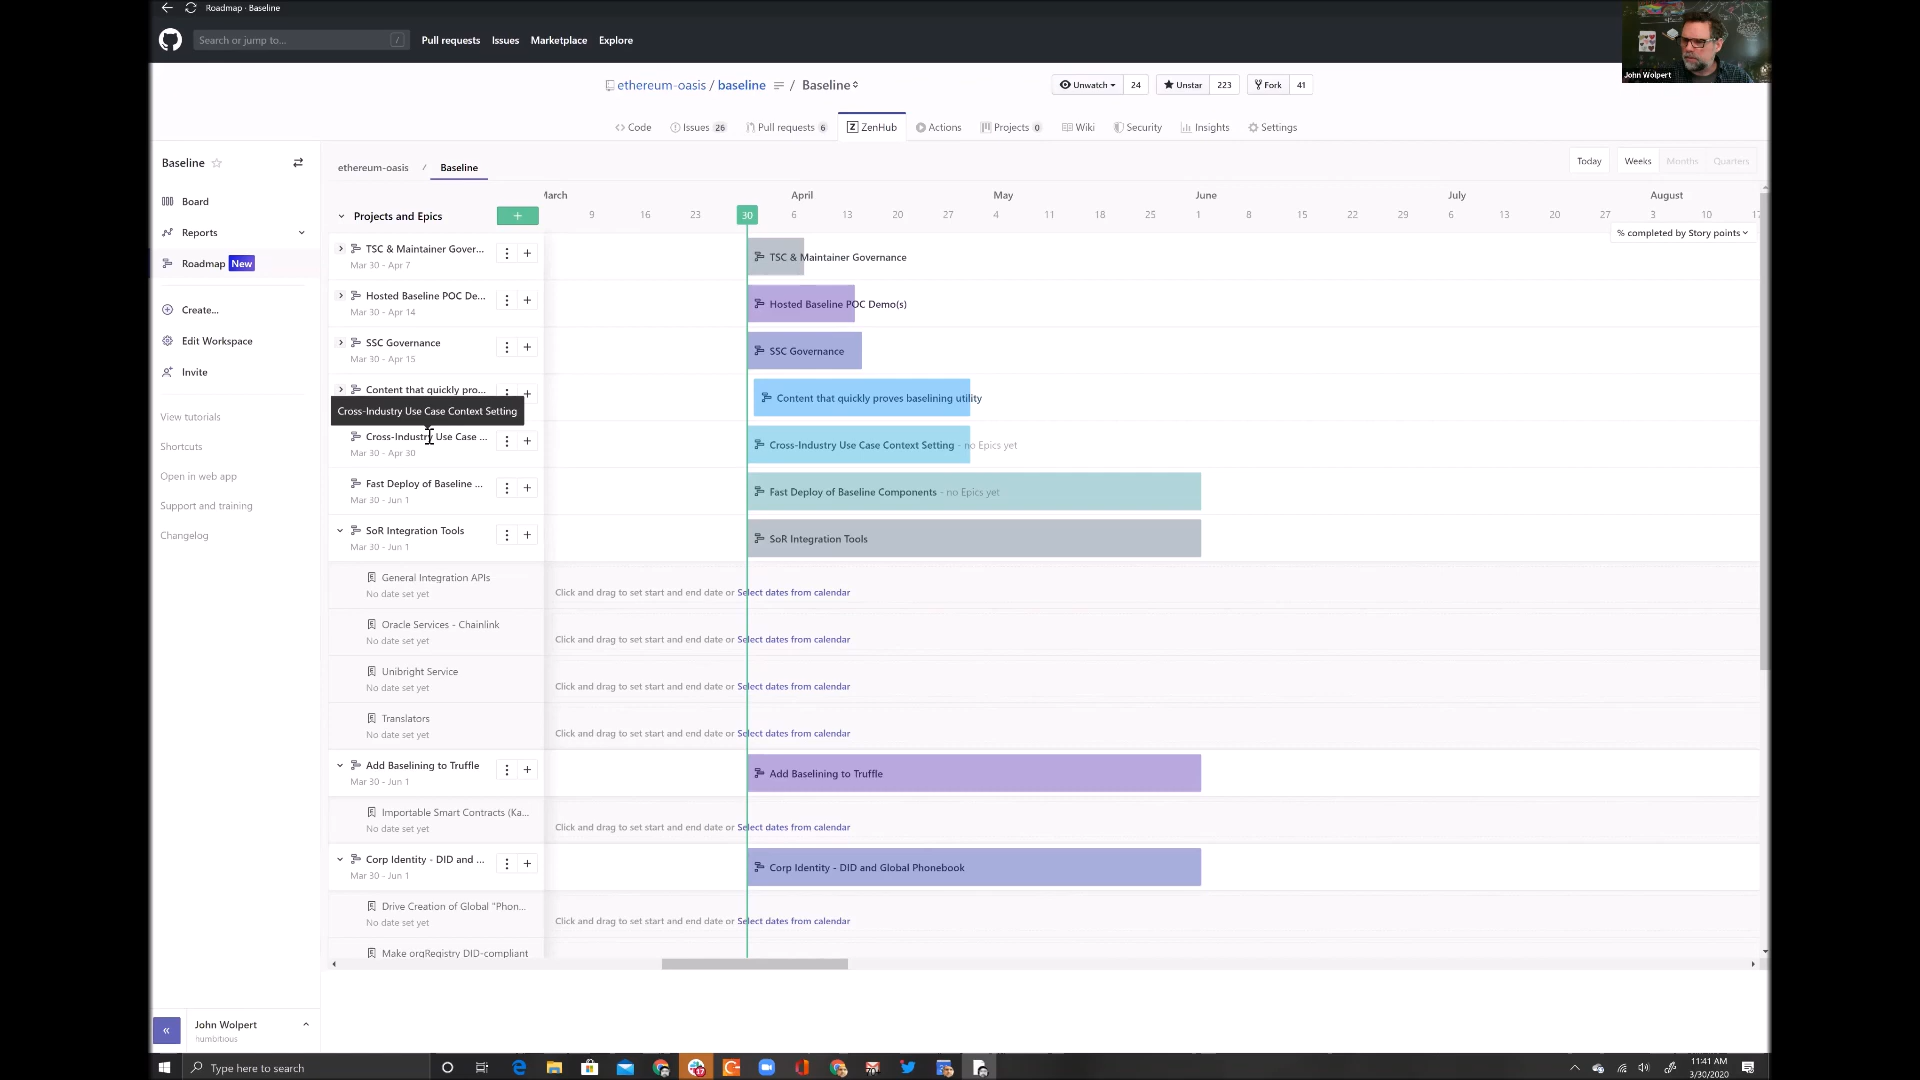 Roadmap · Baseline
Search or jump to...
/
Pull requests
Issues
Marketplace
Explore
John Wolpert
ethereum-oasis / baseline
/ Baseline
Unwatch
24
Unstar
223
Fork
41
Code
Issues 26
Pull requests 6
ZenHub
Actions
Projects 0
Wiki
Security
Insights
Settings
Baseline
Board
Reports
Roadmap New
Create...
Edit Workspace
Invite
View tutorials
Shortcuts
Open in web app
Support and training
Changelog
ethereum-oasis / Baseline
Today
Weeks
Months
Quarters
March April May June July August
Projects and Epics
+
9 16 23 30 6 13 20 27 4 11 18 25 1 8 15 22 29 6 13 20 27 3 10 17
% completed by Story points
TSC & Maintainer Gover...
Mar 30 - Apr 7
TSC & Maintainer Governance
Hosted Baseline POC De...
Mar 30 - Apr 14
Hosted Baseline POC Demo(s)
SSC Governance
Mar 30 - Apr 15
SSC Governance
Content that quickly pro...
Content that quickly proves baselining utility
Cross-Industry Use Case Context Setting
Cross-Industry Use Case ...
Mar 30 - Apr 30
Cross-Industry Use Case Context Setting - no Epics yet
Fast Deploy of Baseline ...
Mar 30 - Jun 1
Fast Deploy of Baseline Components - no Epics yet
SoR Integration Tools
Mar 30 - Jun 1
SoR Integration Tools
General Integration APIs
No date set yet
Click and drag to set start and end date or Select dates from calendar
Oracle Services - Chainlink
No date set yet
Click and drag to set start and end date or Select dates from calendar
Unibright Service
No date set yet
Click and drag to set start and end date or Select dates from calendar
Translators
No date set yet
Click and drag to set start and end date or Select dates from calendar
Add Baselining to Truffle
Mar 30 - Jun 1
Add Baselining to Truffle
Importable Smart Contracts (Ka...
No date set yet
Click and drag to set start and end date or Select dates from calendar
Corp Identity - DID and ...
Mar 30 - Jun 1
Corp Identity - DID and Global Phonebook
Drive Creation of Global "Phon...
No date set yet
Click and drag to set start and end date or Select dates from calendar
Make orgRegistry DID-compliant
John Wolpert
humbitious
Type here to search
17
11:41 AM
3/30/2020